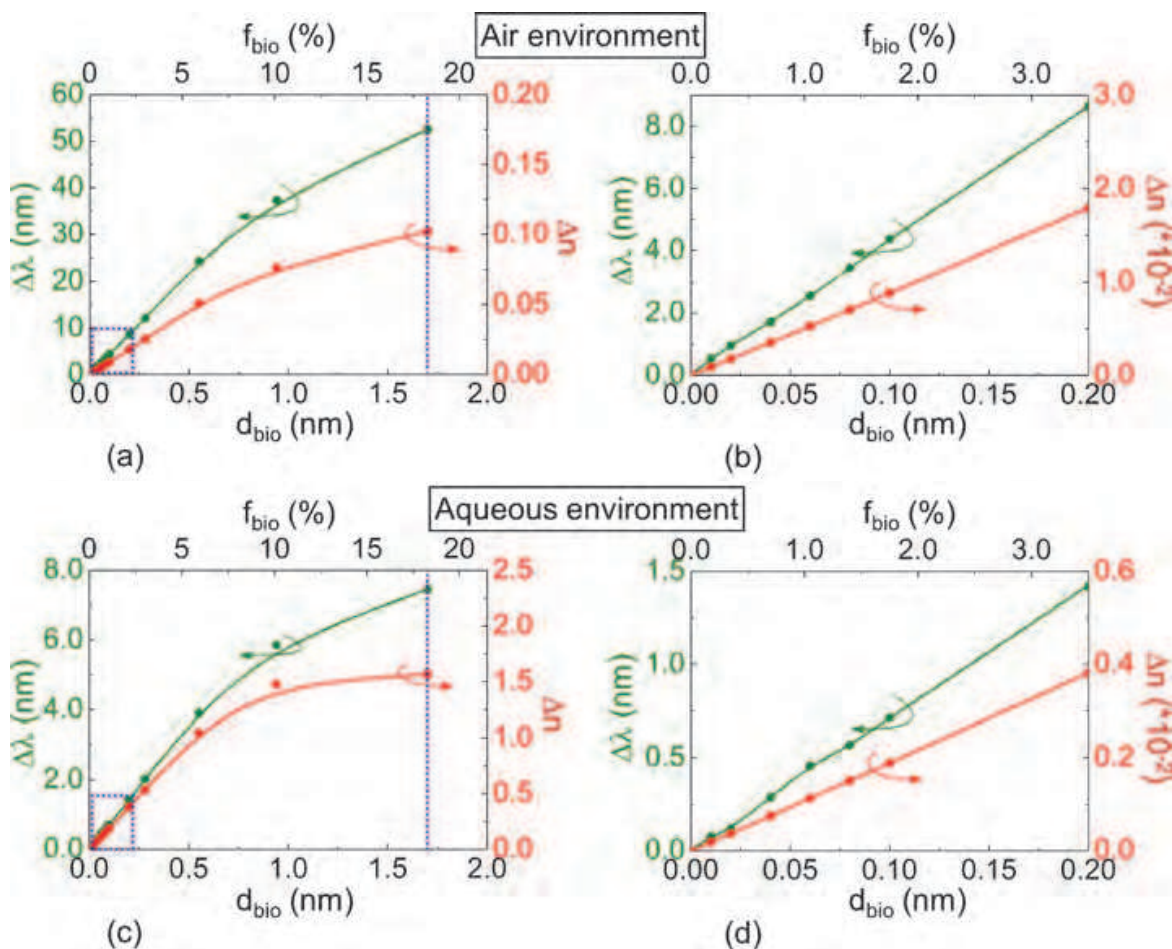 f_bio (%) Air environment f_bio (%)
0 5 10 15 20 0.0 1.0 2.0 3.0
60 0.20 3.0
50 8.0
40 0.15 6.0 2.0
30 0.10 4.0
20 0.05 1.0
10 2.0
0 0.00 0.0 0.0
Δλ (nm) Δn Δλ (nm) Δn (*10^-2)
0.0 0.5 1.0 1.5 2.0 0.00 0.05 0.10 0.15 0.20
d_bio (nm) d_bio (nm)
(a) (b)
f_bio (%) Aqueous environment f_bio (%)
0 5 10 15 20 0.0 1.0 2.0 3.0
8.0 2.5 1.5 0.6
6.0 2.0
1.5 1.0 0.4
4.0
1.0 0.5 0.2
2.0 0.5
0.0 0.0 0.0 0.0
Δλ (nm) Δn Δλ (nm) Δn (*10^-2)
0.0 0.5 1.0 1.5 2.0 0.00 0.05 0.10 0.15 0.20
d_bio (nm) d_bio (nm)
(c) (d)